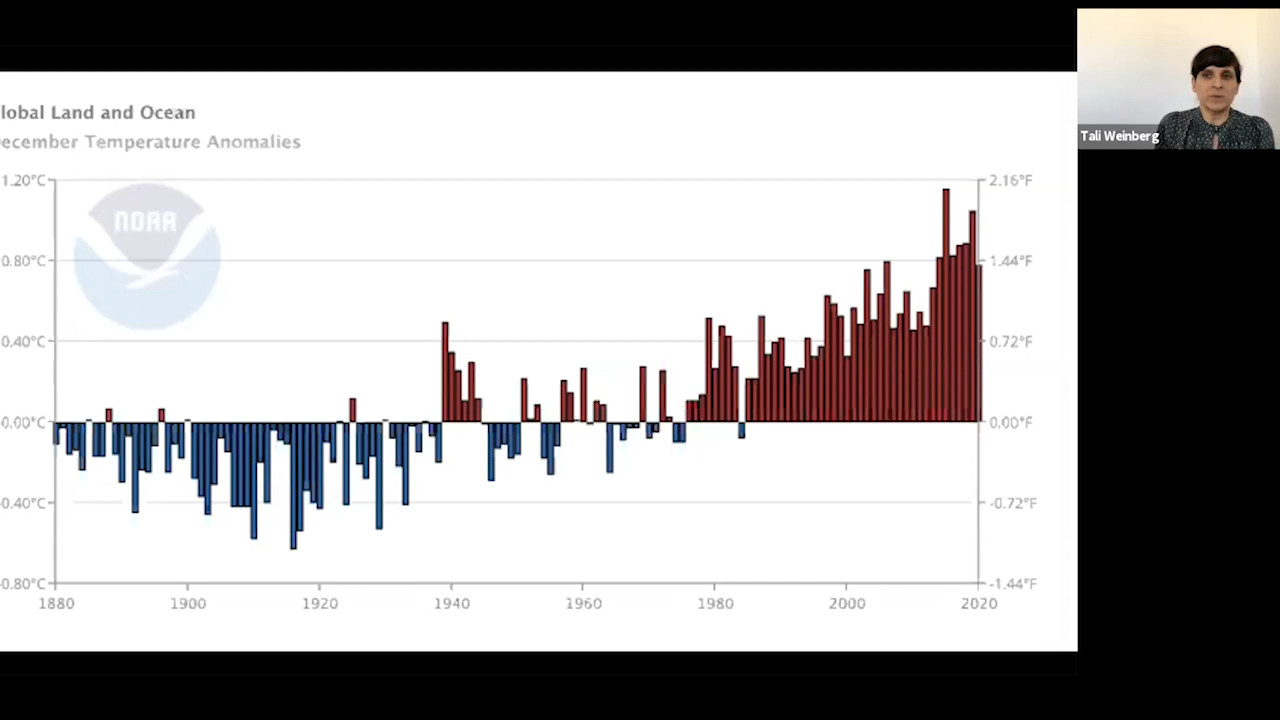 lobal Land and Ocean
ecember Temperature Anomalies
1.20°C
2.16°F
NOAA
0.80°C
1.44°F
0.40°C
0.72°F
0.00°C
0.00°F
0.40°C
-0.72°F
0.80°C
-1.44°F
1880 1900 1920 1940 1960 1980 2000 2020
Tali Weinberg